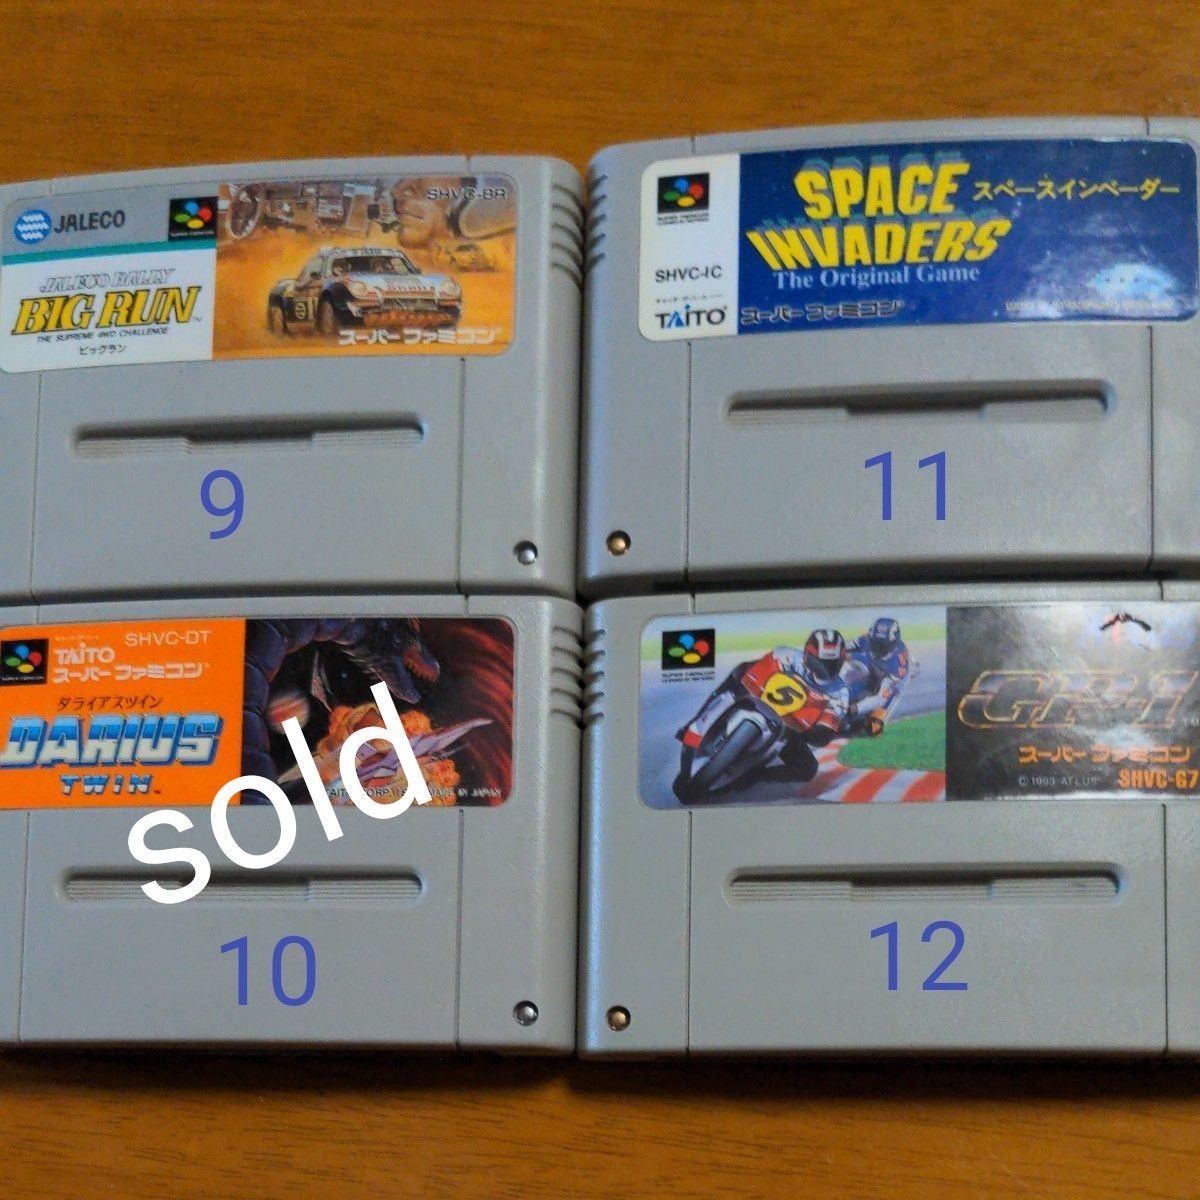 JALECO
SHVC-BR
JALECO RALLY
BIG RUN
THE SUPREME 4WD CHALLENGE
ビッグラン
スーパーファミコン
9
SPACE
INVADERS
スペースインベーダー
The Original Game
SHVC-IC
TAITO
スーパーファミコン
11
SHVC-DT
TAITO
スーパーファミコン
ダライアスツイン
DARIUS
TWIN
MADE IN JAPAN
sold
10
スーパーファミコン
©1993 ATLUS
SHVC-G7
12